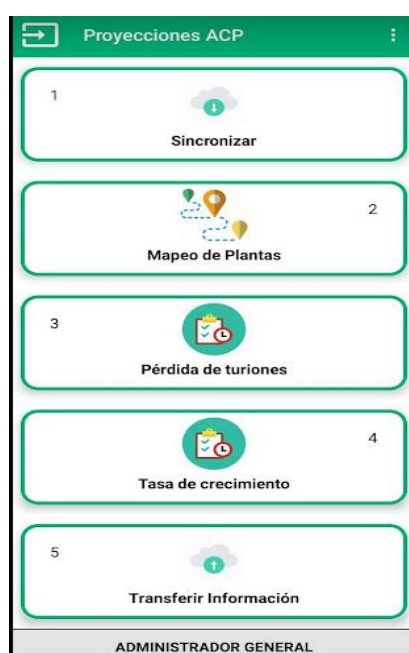 Proyecciones ACP
1
Sincronizar
2
Mapeo de Plantas
3
Pérdida de turiones
4
Tasa de crecimiento
5
Transferir Información
ADMINISTRADOR GENERAL